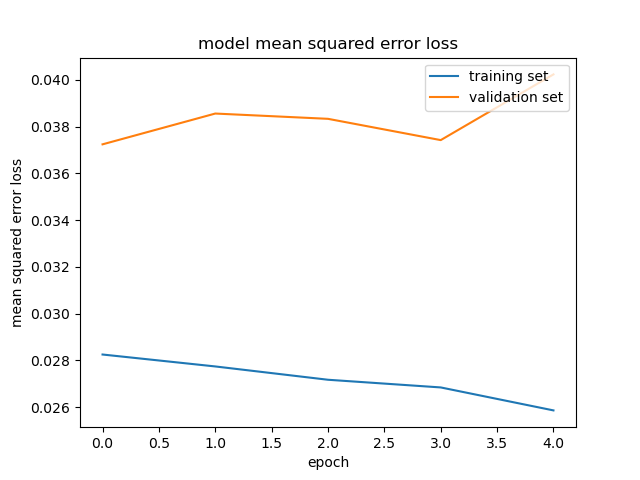 model mean squared error loss
training set
validation set
0.040
0.038
0.036
0.034
0.032
0.030
0.028
0.026
mean squared error loss
0.0 0.5 1.0 1.5 2.0 2.5 3.0 3.5 4.0
epoch